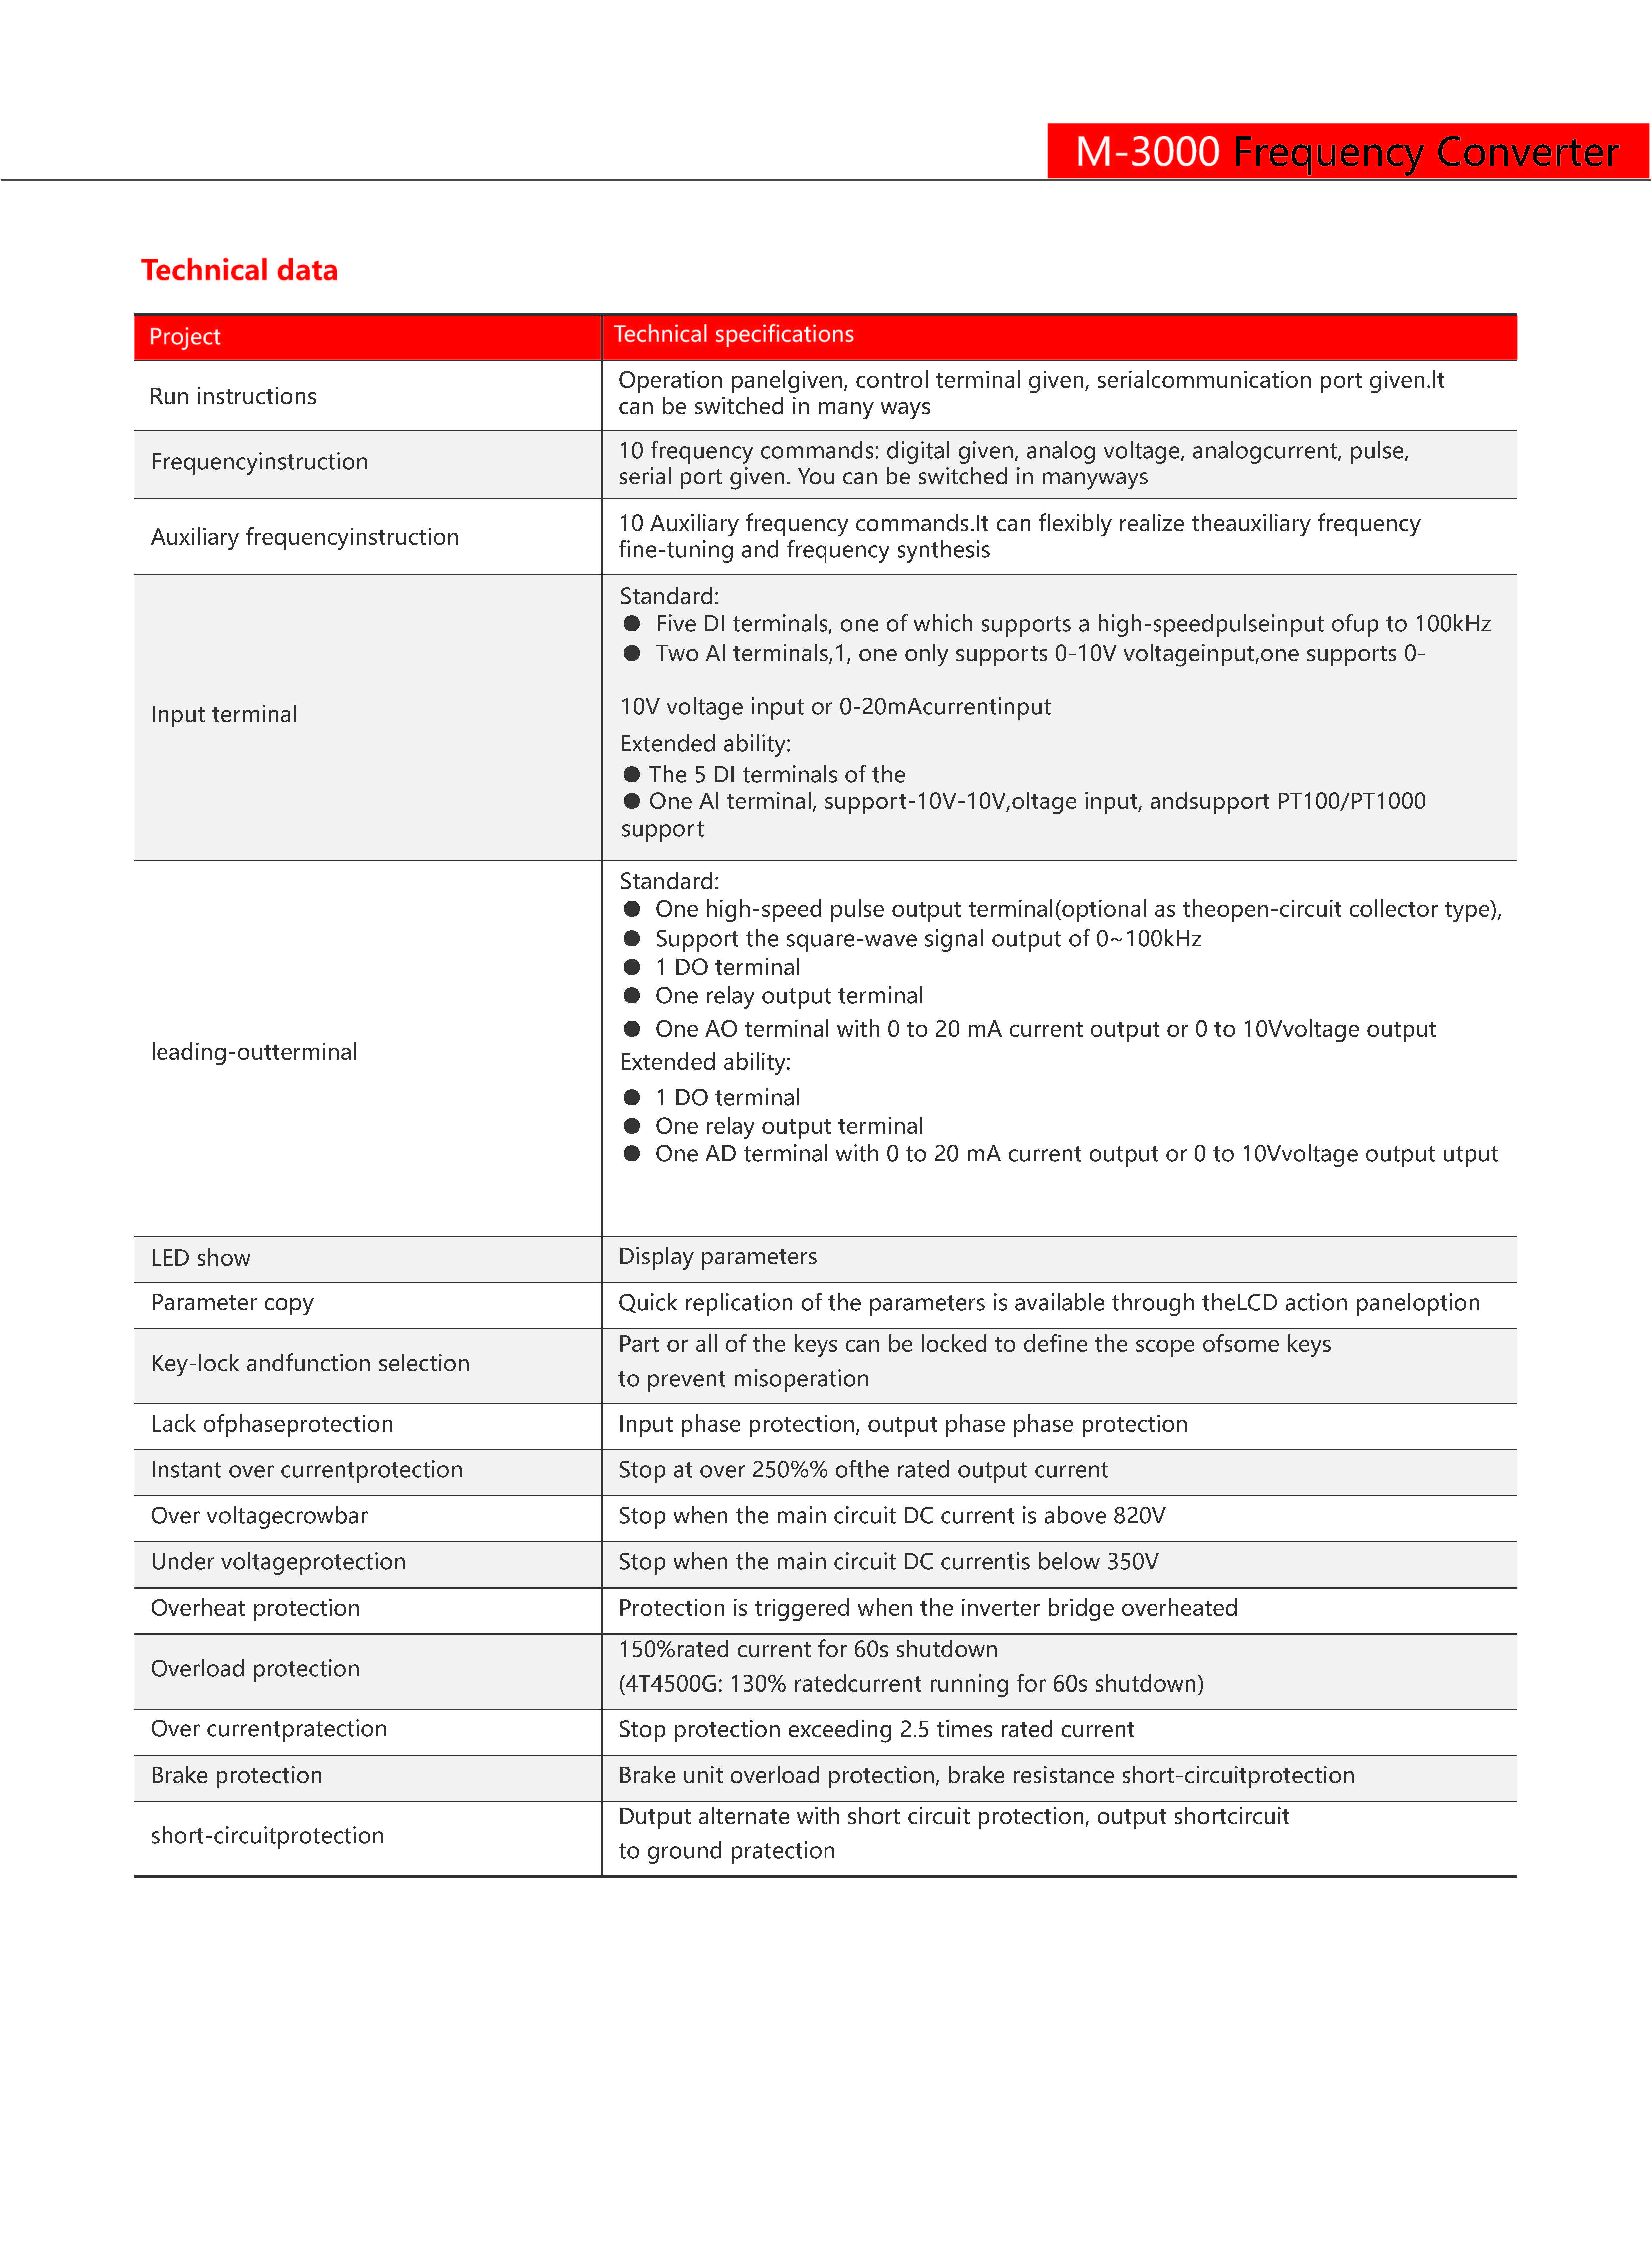 M-3000 Frequency Converter
Technical data
Project
Technical specifications
Run instructions
Operation panelgiven, control terminal given, serialcommunication port given.It
can be switched in many ways
Frequencyinstruction
10 frequency commands: digital given, analog voltage, analogcurrent, pulse,
serial port given. You can be switched in manyways
Auxiliary frequencyinstruction
10 Auxiliary frequency commands.It can flexibly realize theauxiliary frequency
fine-tuning and frequency synthesis
Input terminal
Standard:
● Five DI terminals, one of which supports a high-speedpulseinput ofup to 100kHz
● Two Al terminals,1, one only supports 0-10V voltageinput,one supports 0-
10V voltage input or 0-20mAcurrentinput
Extended ability:
● The 5 DI terminals of the
● One Al terminal, support-10V-10V,oltage input, andsupport PT100/PT1000
support
leading-outterminal
Standard:
● One high-speed pulse output terminal(optional as theopen-circuit collector type),
● Support the square-wave signal output of 0~100kHz
● 1 DO terminal
● One relay output terminal
● One AO terminal with 0 to 20 mA current output or 0 to 10Vvoltage output
Extended ability:
● 1 DO terminal
● One relay output terminal
● One AD terminal with 0 to 20 mA current output or 0 to 10Vvoltage output utput
LED show
Display parameters
Parameter copy
Quick replication of the parameters is available through theLCD action paneloption
Key-lock andfunction selection
Part or all of the keys can be locked to define the scope ofsome keys
to prevent misoperation
Lack ofphaseprotection
Input phase protection, output phase phase protection
Instant over currentprotection
Stop at over 250%% ofthe rated output current
Over voltagecrowbar
Stop when the main circuit DC current is above 820V
Under voltageprotection
Stop when the main circuit DC currentis below 350V
Overheat protection
Protection is triggered when the inverter bridge overheated
Overload protection
150%rated current for 60s shutdown
(4T4500G: 130% ratedcurrent running for 60s shutdown)
Over currentpratection
Stop protection exceeding 2.5 times rated current
Brake protection
Brake unit overload protection, brake resistance short-circuitprotection
short-circuitprotection
Dutput alternate with short circuit protection, output shortcircuit
to ground pratection